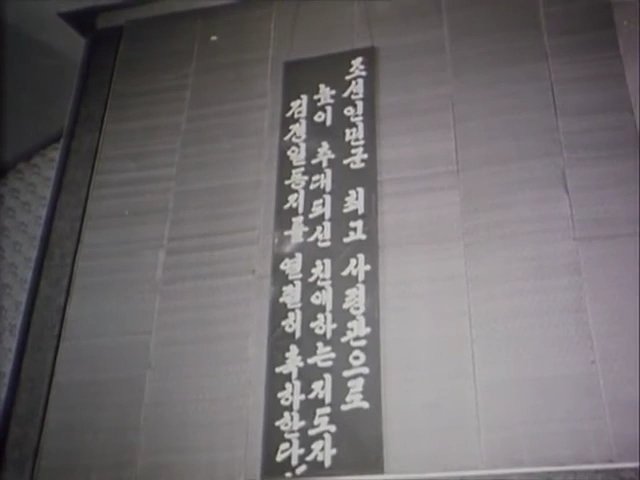 조선인민군 최고 사령관으로
높이 추대되신 친애하는지도자
김정일동지를 열렬히 축하한다!!